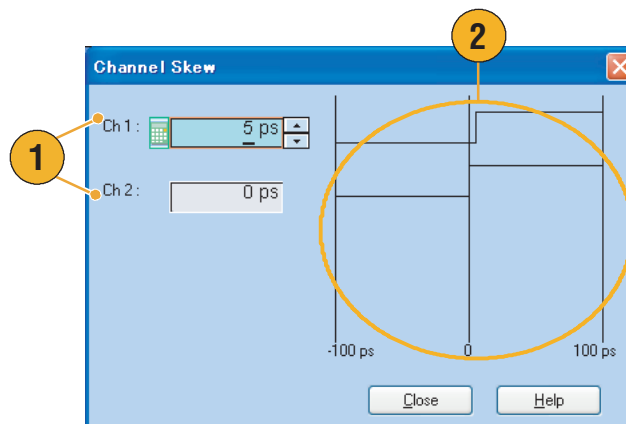 2
Channel Skew
Ch 1 :
5 ps
1
Ch 2 :
0 ps
-100 ps
0
100 ps
Close
Help